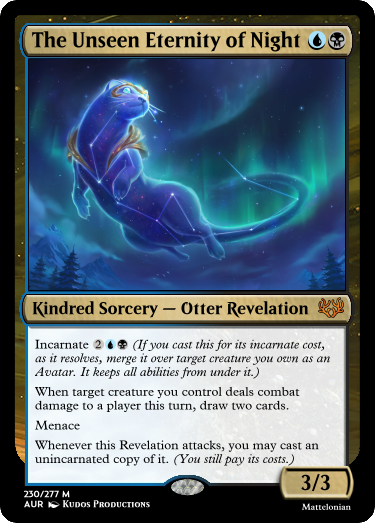 The Unseen Eternity of Night
Kindred Sorcery — Otter Revelation
Incarnate 2 (If you cast this for its incarnate cost,
as it resolves, merge it over target creature you own as an
Avatar. It keeps all abilities from under it.)
When target creature you control deals combat
damage to a player this turn, draw two cards.
Menace
Whenever this Revelation attacks, you may cast an
unincarnated copy of it. (You still pay its costs.)
3/3
230/277 M
AUR Kudos Productions
Mattelonian